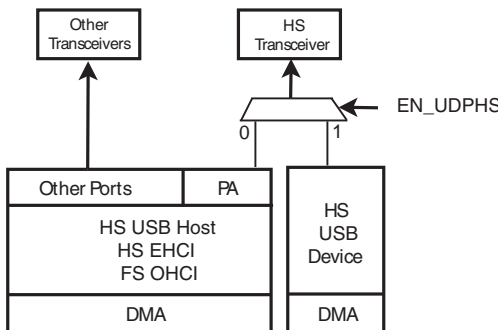 Other
Transceivers
HS
Transceiver
EN_UDPHS
0
1
Other Ports
PA
HS USB Host
HS EHCI
FS OHCI
DMA
HS
USB
Device
DMA